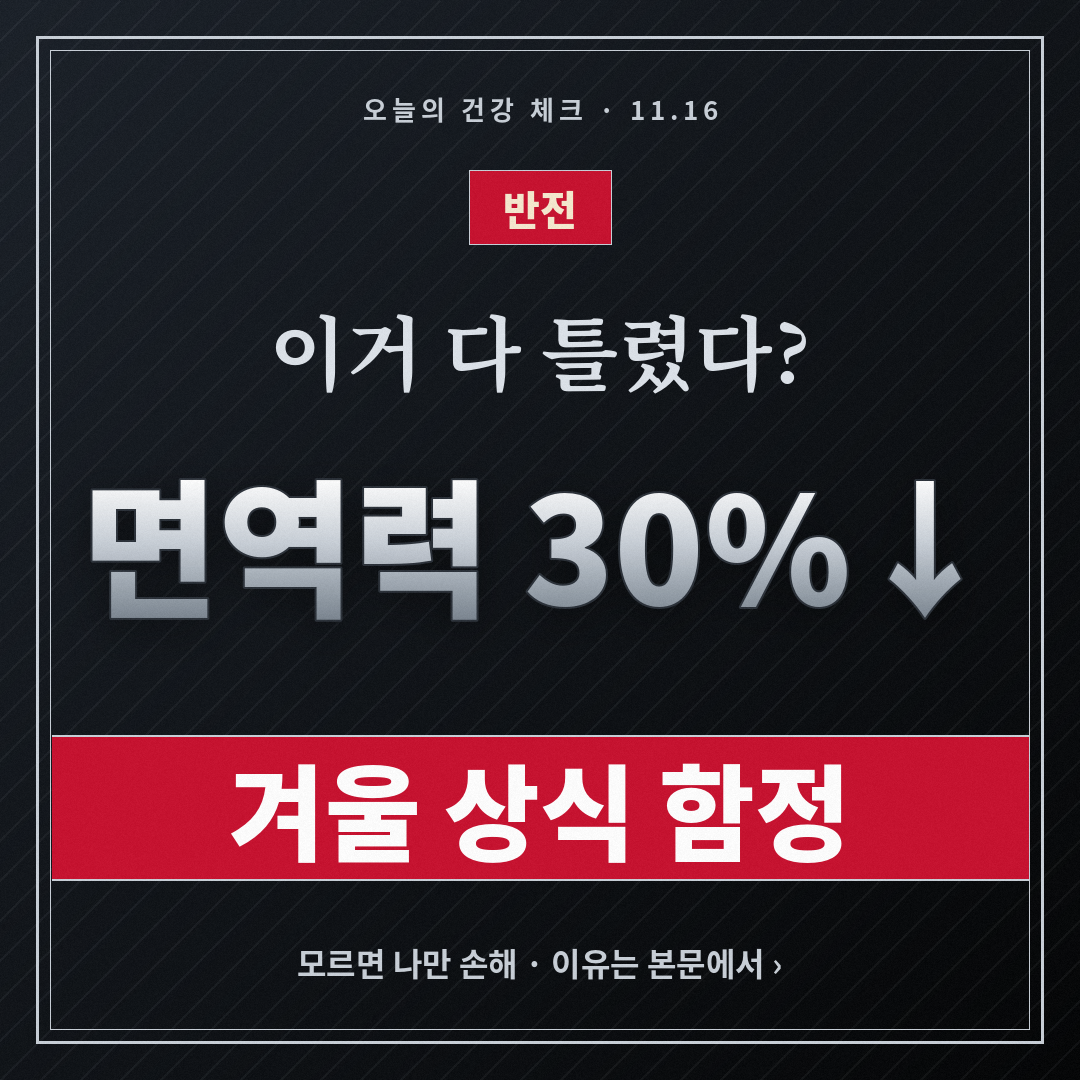 오늘의 건강 체크 · 11.16
반전
이거 다 틀렸다?
면역력 30%↓
겨울 상식 함정
모르면 나만 손해 · 이유는 본문에서 ›